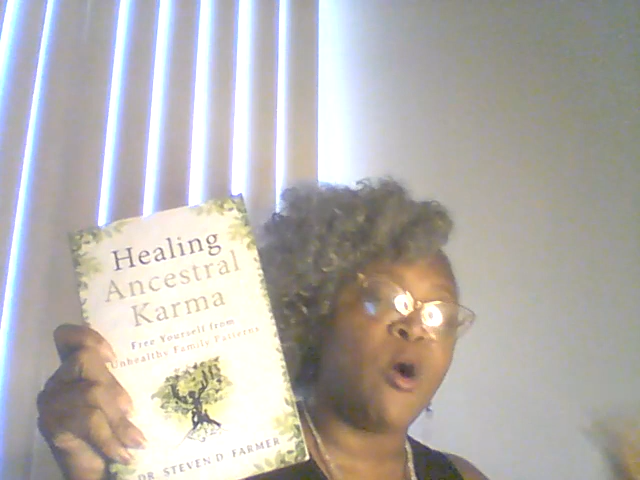 Healing
Ancestral
Karma
Free Yourself from
Unhealthy Family Patterns
DR. STEVEN D. FARMER